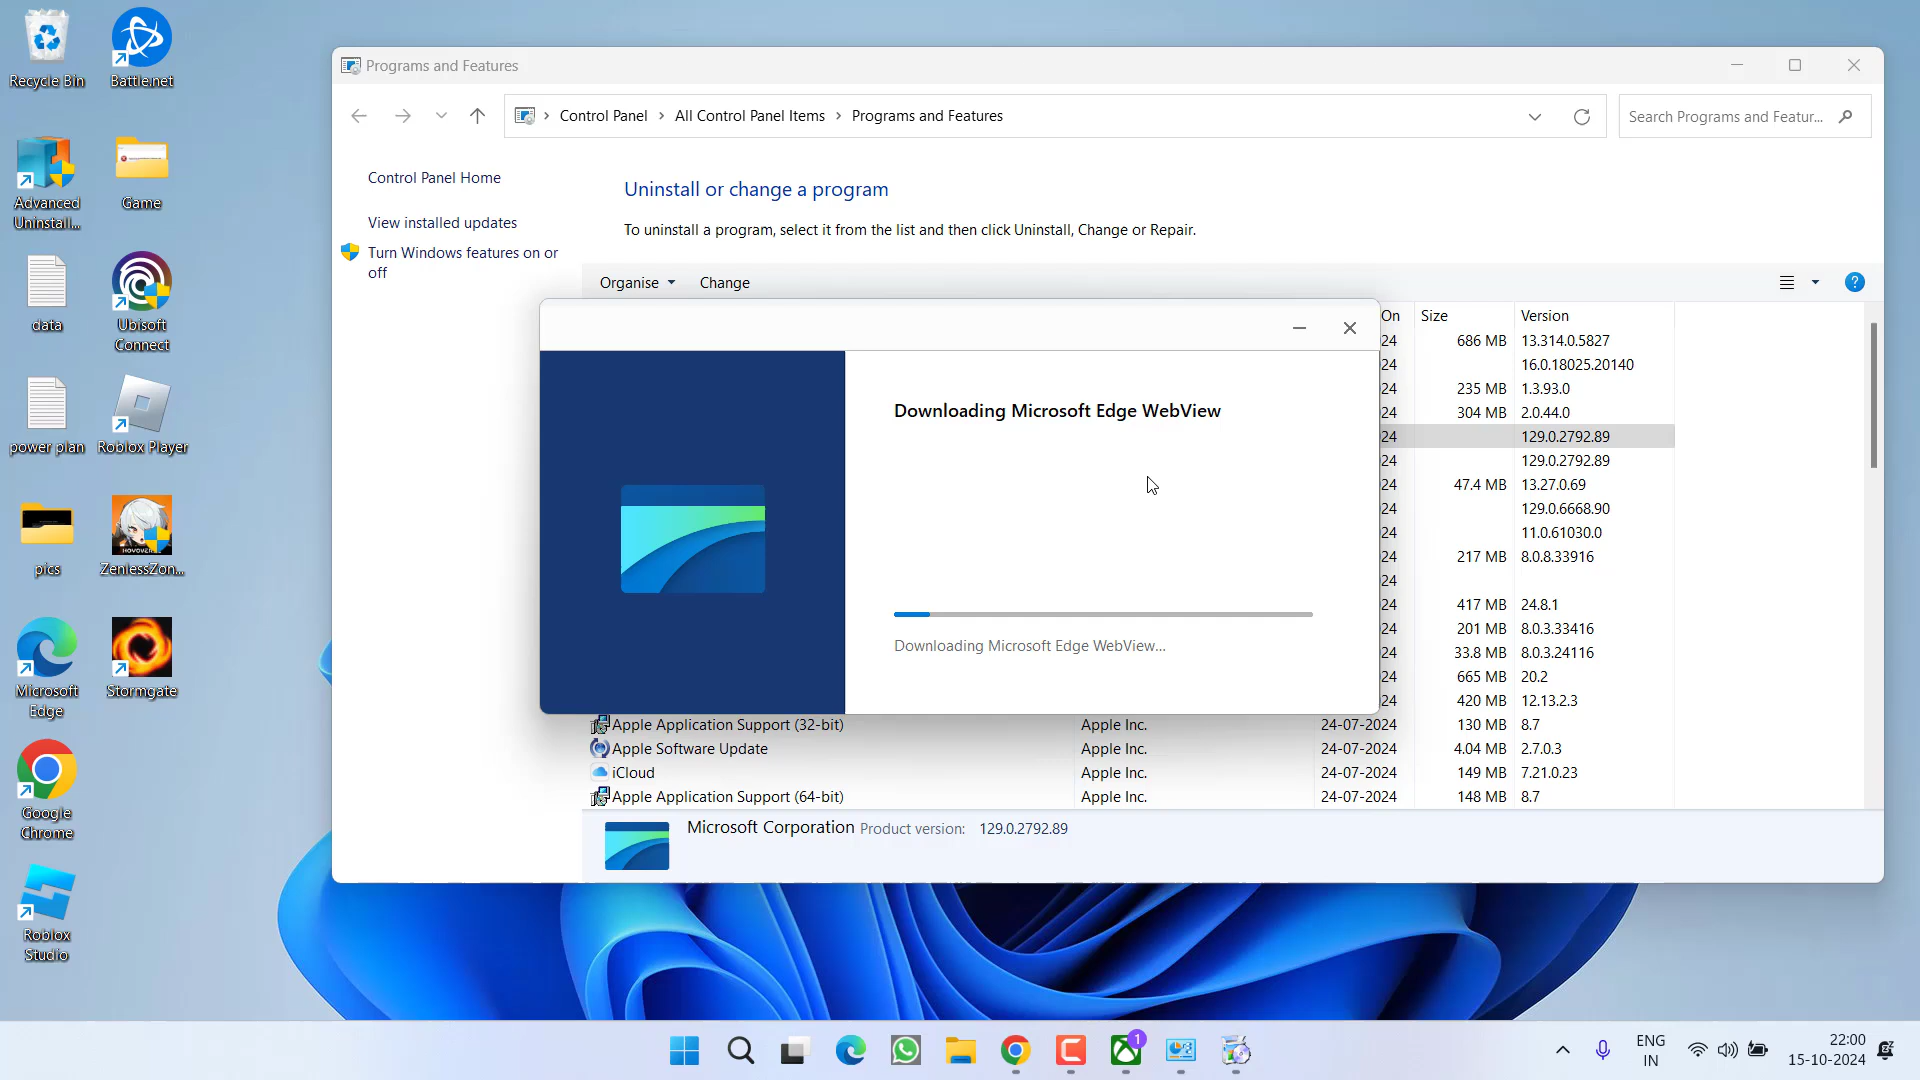 Recycle Bin
Battle.net
Advanced
Uninstall...
Game
data
Ubisoft
Connect
power plan
Roblox Player
pics
ZenlessZon...
Microsoft
Edge
Stormgate
Google
Chrome
Roblox
Studio
Programs and Features
Control Panel > All Control Panel Items > Programs and Features
Search Programs and Featur...
Control Panel Home
View installed updates
Turn Windows features on or
off
Uninstall or change a program
To uninstall a program, select it from the list and then click Uninstall, Change or Repair.
Organise Change
On Size Version
24 686 MB 13.314.0.5827
24 16.0.18025.20140
24 235 MB 1.3.93.0
24 304 MB 2.0.44.0
24 129.0.2792.89
24 129.0.2792.89
24 47.4 MB 13.27.0.69
24 129.0.6668.90
24 11.0.61030.0
24 217 MB 8.0.8.33916
24
24 417 MB 24.8.1
24 201 MB 8.0.3.33416
24 33.8 MB 8.0.3.24116
24 665 MB 20.2
24 420 MB 12.13.2.3
Downloading Microsoft Edge WebView
Downloading Microsoft Edge WebView...
Apple Application Support (32-bit) Apple Inc. 24-07-2024 130 MB 8.7
Apple Software Update Apple Inc. 24-07-2024 4.04 MB 2.7.0.3
iCloud Apple Inc. 24-07-2024 149 MB 7.21.0.23
Apple Application Support (64-bit) Apple Inc. 24-07-2024 148 MB 8.7
Microsoft Corporation Product version: 129.0.2792.89
1
ENG
IN
22:00
15-10-2024